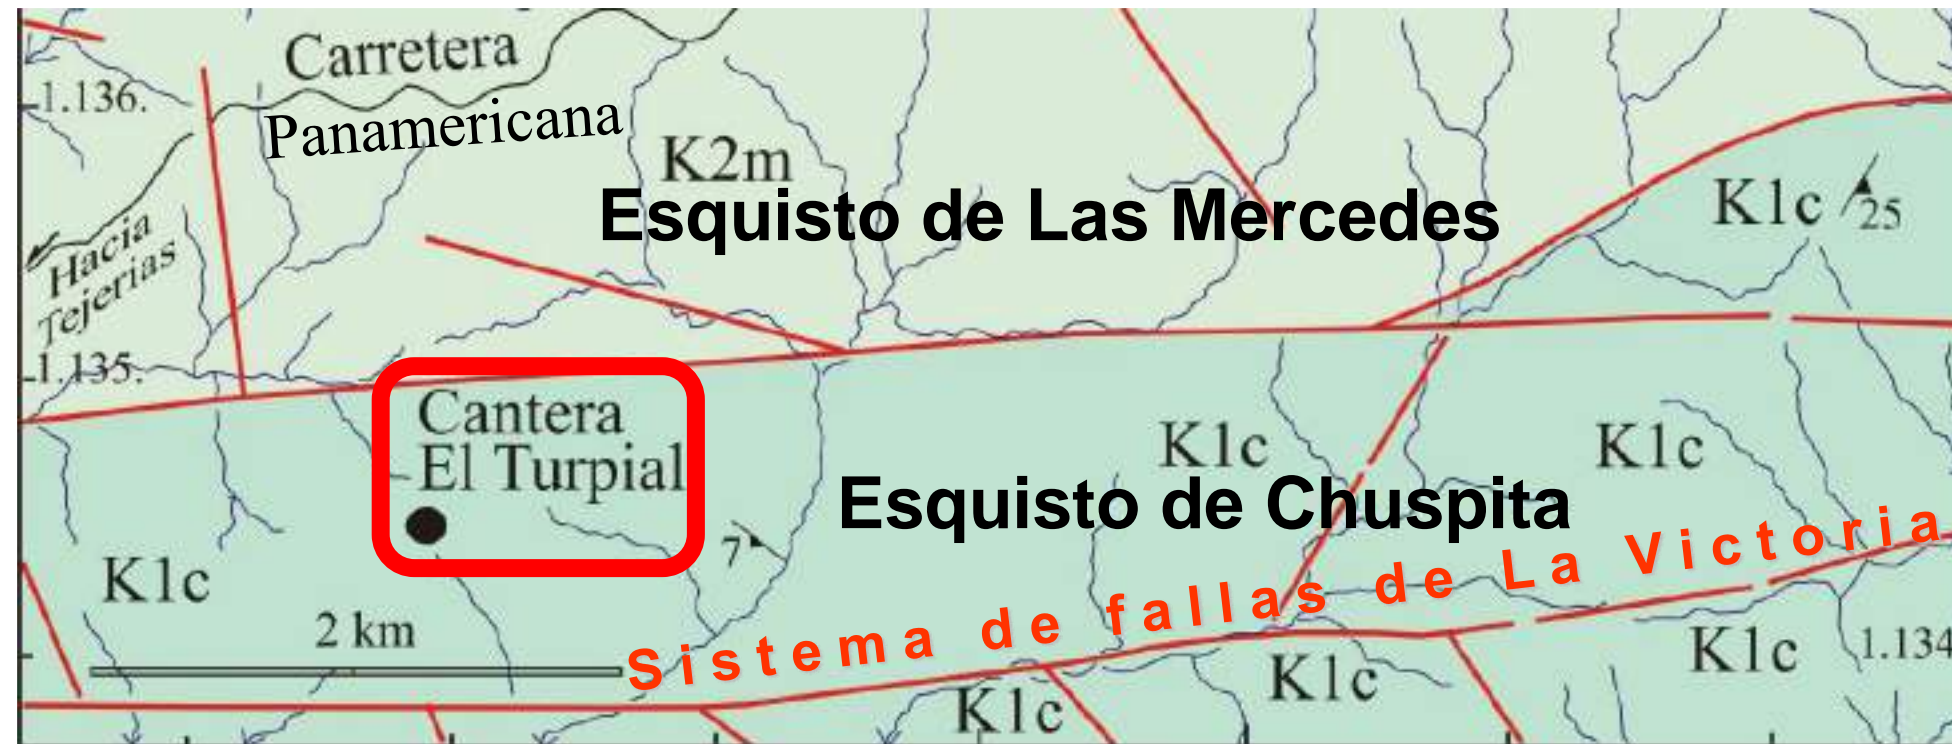 Carretera
1.136.
Panamericana
K2m
Esquisto de Las Mercedes
K1c
25
Hacia
Tejerias
1.135.
Cantera
El Turpial
K1c
K1c
Esquisto de Chuspita
7
K1c
2 km
Sistema de fallas de La Victoria
K1c
1.134
K1c
K1c